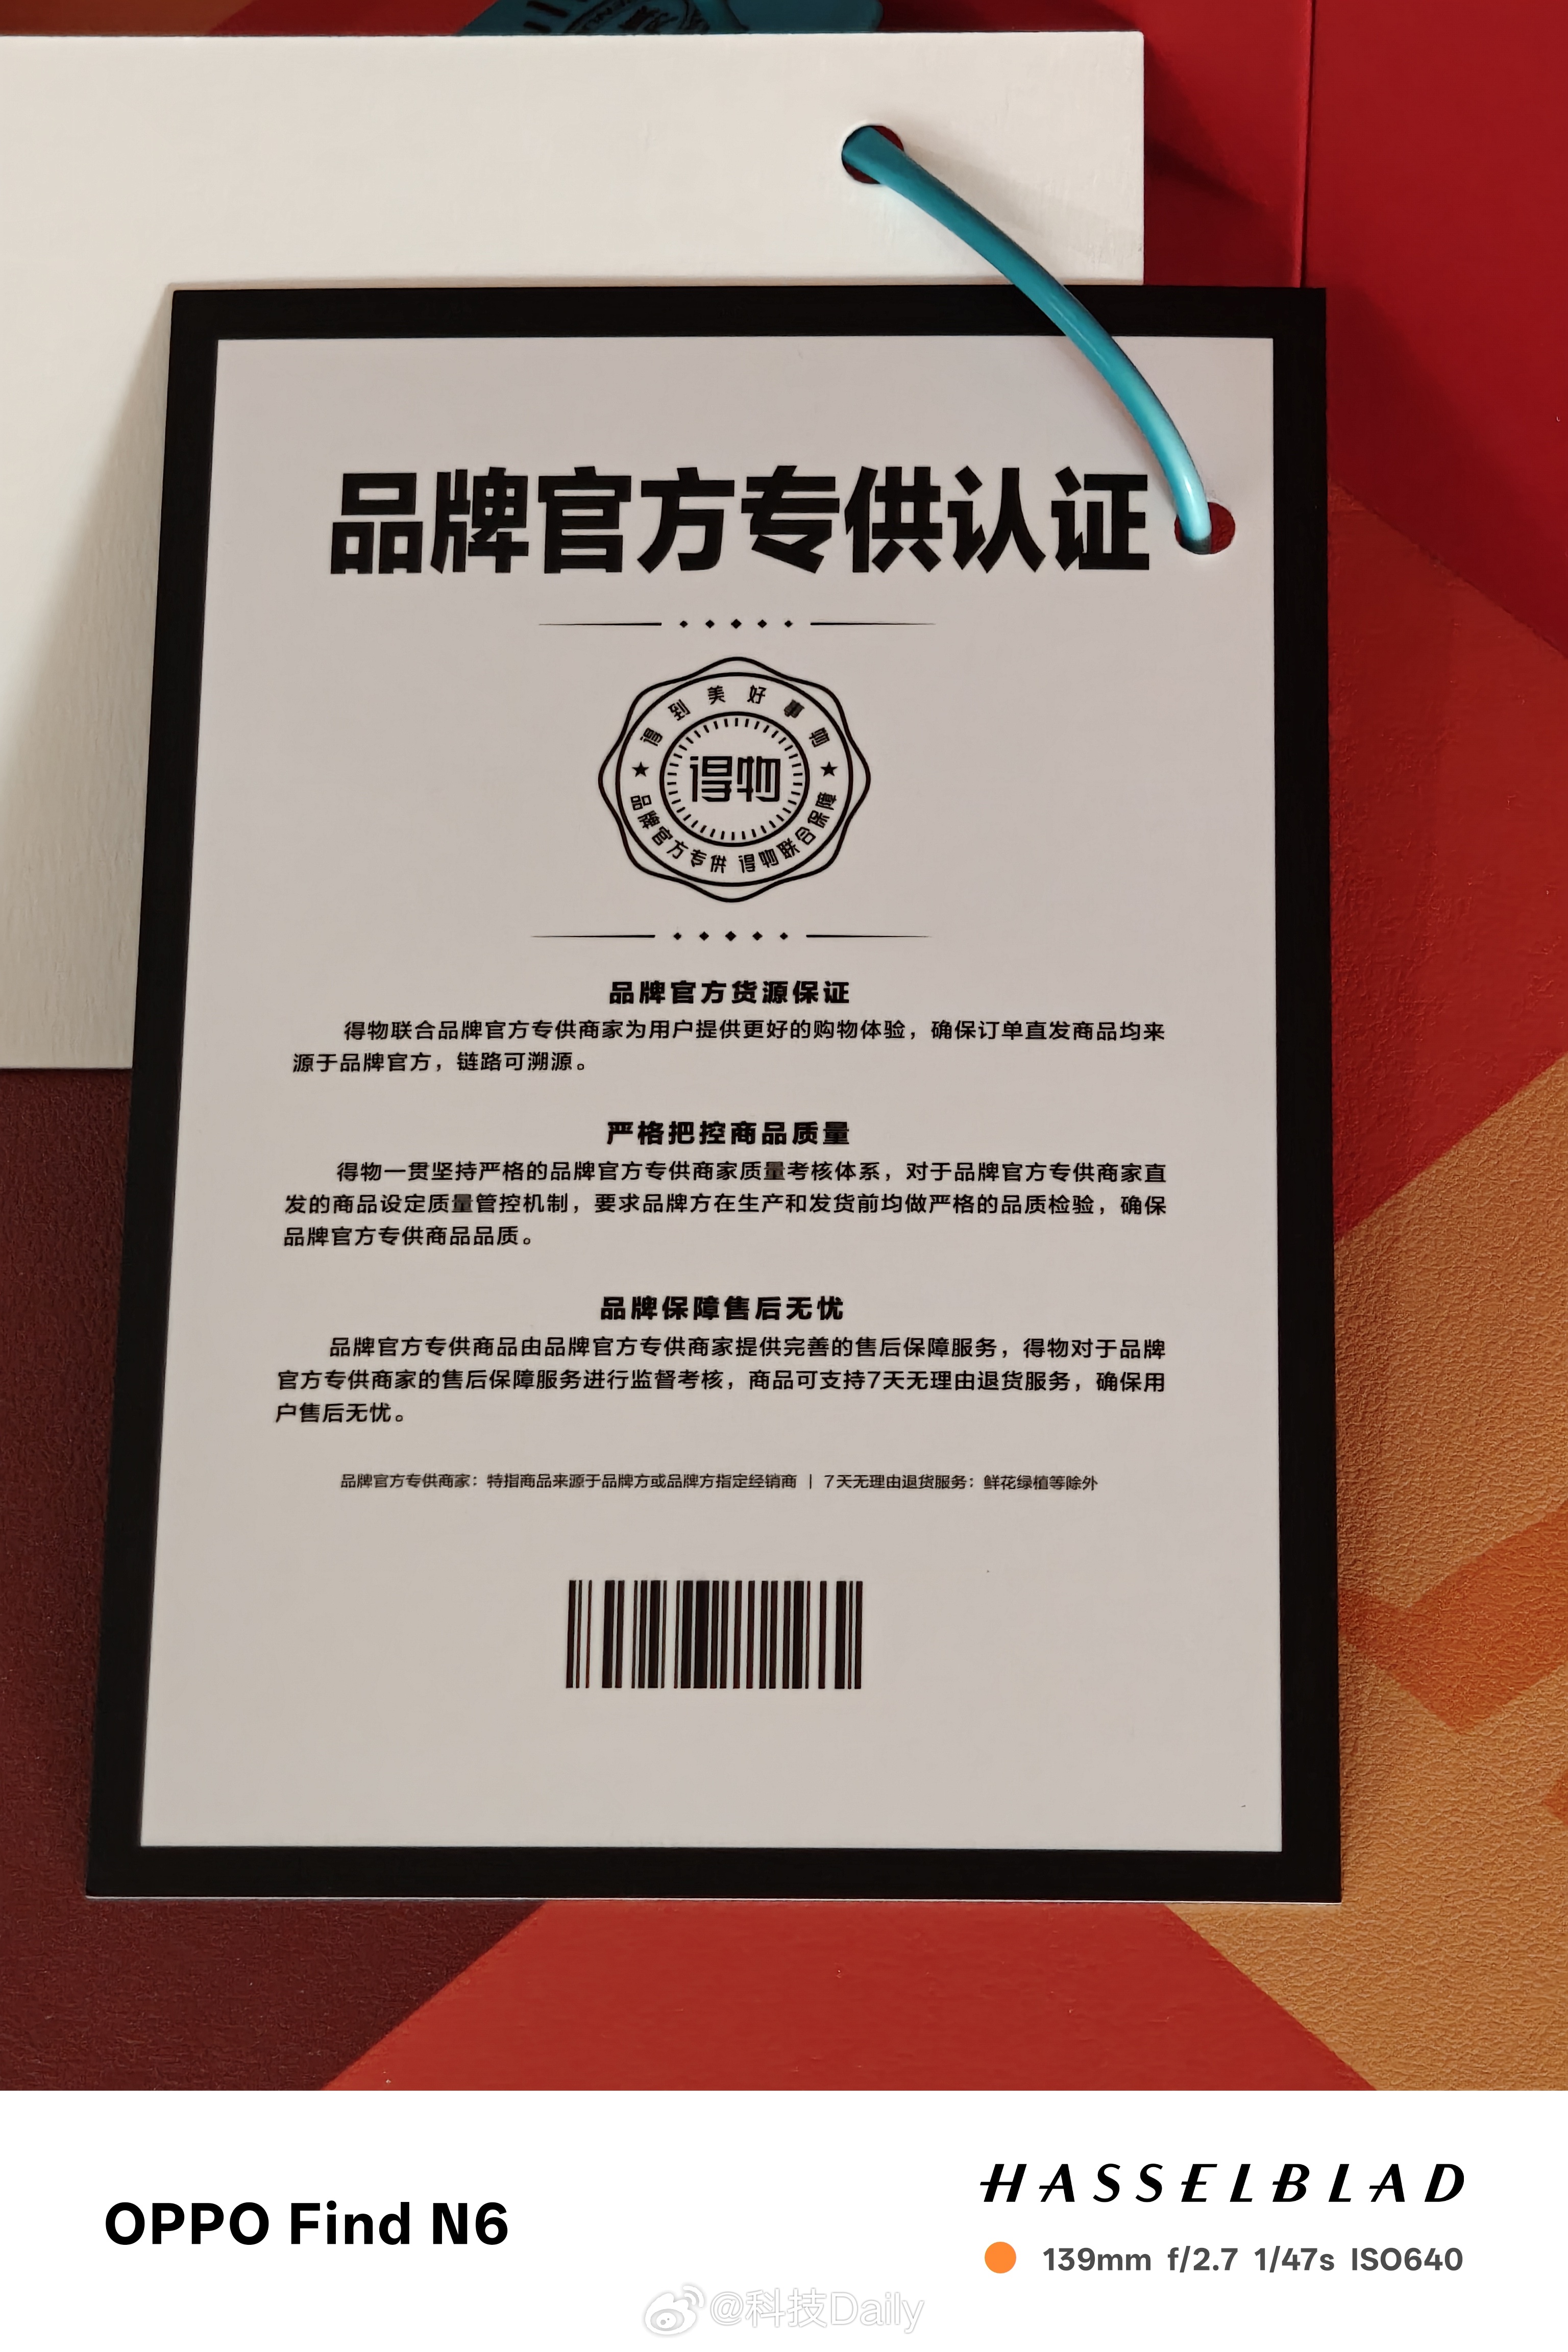 品牌官方专供认证
得到美好事物
得物
品牌官方专供 得物联合保障
品牌官方货源保证
得物联合品牌官方专供商家为用户提供更好的购物体验，确保订单直发商品均来
源于品牌官方，链路可溯源。
严格把控商品质量
得物一贯坚持严格的品牌官方专供商家质量考核体系，对于品牌官方专供商家直
发的商品设定质量管控机制，要求品牌方在生产和发货前均做严格的品质检验，确保
品牌官方专供商品品质。
品牌保障售后无忧
品牌官方专供商品由品牌官方专供商家提供完善的售后保障服务，得物对于品牌
官方专供商家的售后保障服务进行监督考核，商品可支持7天无理由退货服务，确保用
户售后无忧。
品牌官方专供商家：特指商品来源于品牌方或品牌方指定经销商 | 7天无理由退货服务：鲜花绿植等除外
OPPO Find N6
HASSELBLAD
139mm f/2.7 1/47s ISO640
@科技Daily